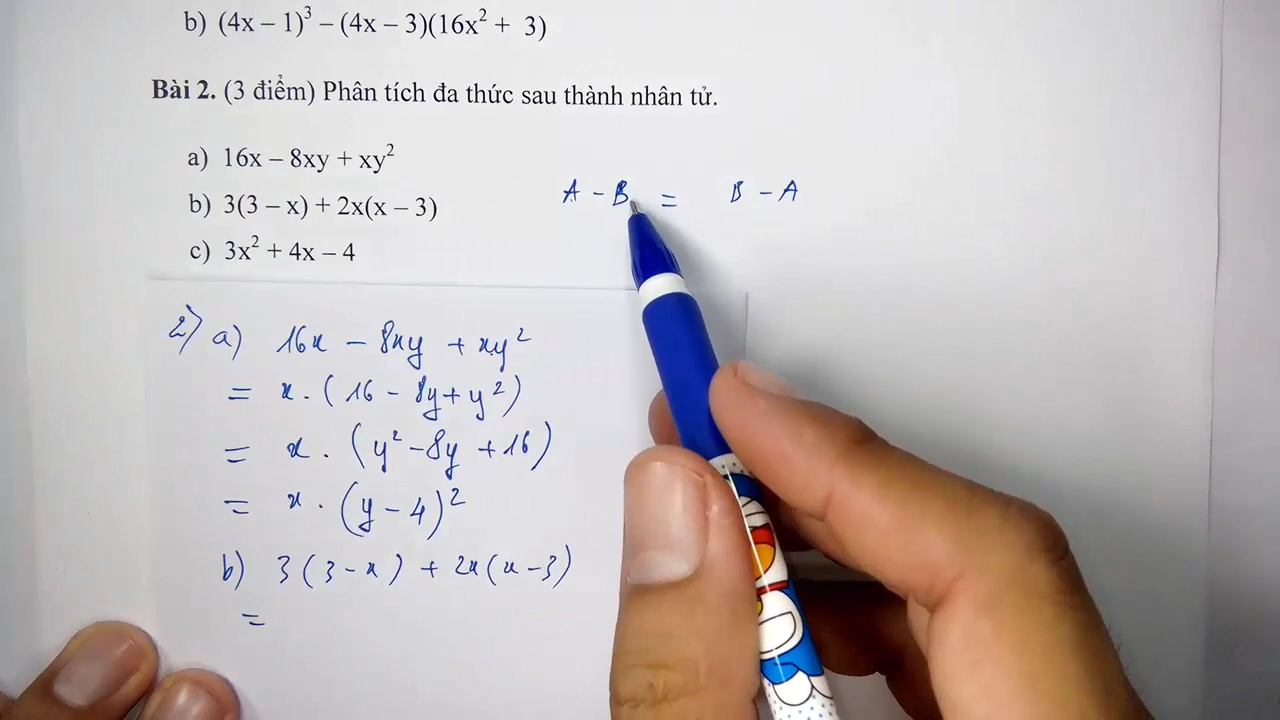 b) (4x – 1)³ – (4x – 3)(16x² + 3)
Bài 2. (3 điểm) Phân tích đa thức sau thành nhân tử.
a) 16x – 8xy + xy²
b) 3(3 – x) + 2x(x – 3)
c) 3x² + 4x – 4
A - B = B - A
2) a) 16x - 8xy + xy²
= x . (16 - 8y + y²)
= x . (y² - 8y + 16)
= x . (y - 4)²
b) 3(3 - x) + 2x(x - 3)
=